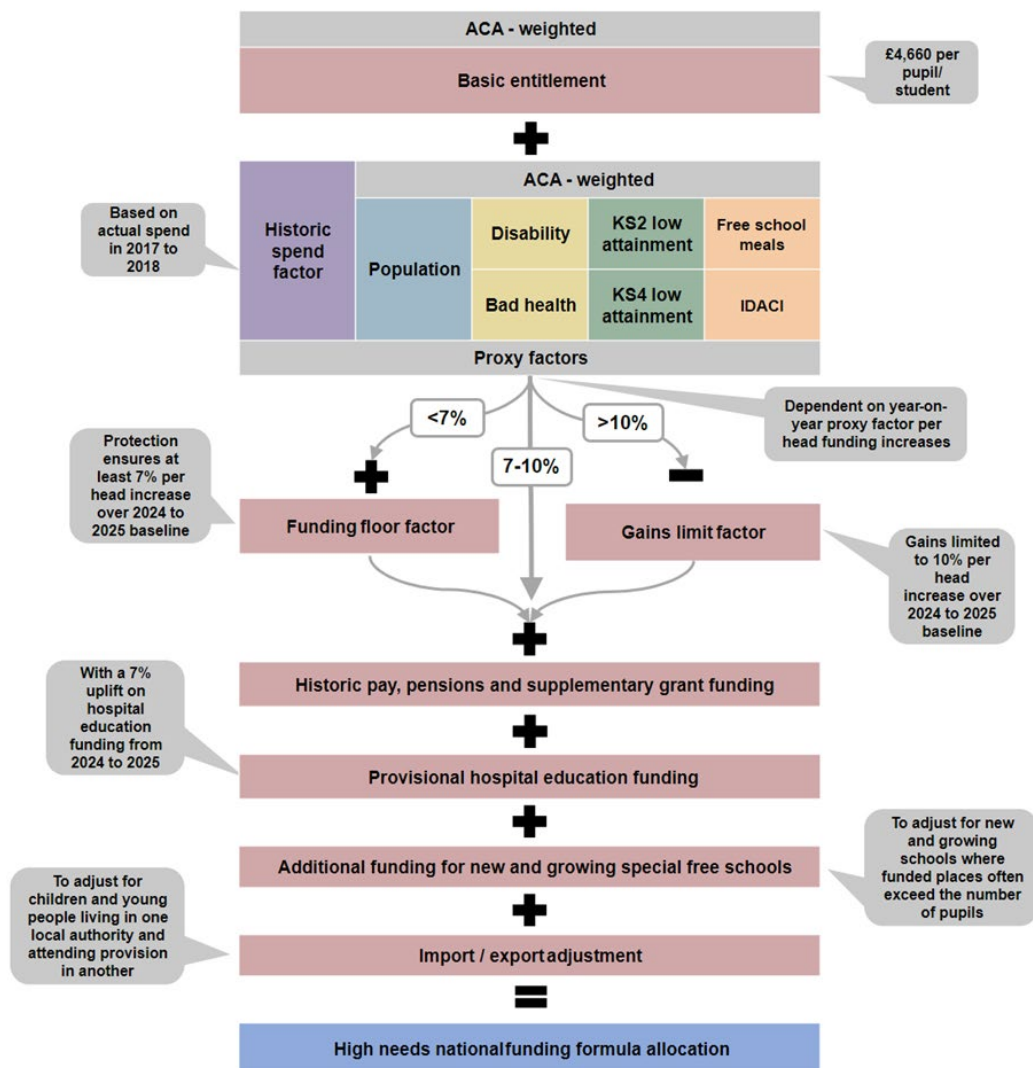 ACA - weighted
Basic entitlement
£4,660 per
pupil/
student
Based on
actual spend
in 2017 to
2018
Historic
spend
factor
ACA - weighted
Population
Disability
Bad health
KS2 low
attainment
KS4 low
attainment
Free school
meals
IDACI
Proxy factors
<7%
7-10%
>10%
Dependent on year-on-
year proxy factor per
head funding increases
Protection
ensures at
least 7% per
head increase
over 2024 to
2025 baseline
Funding floor factor
Gains limit factor
Gains limited
to 10% per
head
increase over
2024 to 2025
baseline
Historic pay, pensions and supplementary grant funding
With a 7%
uplift on
hospital
education
funding from
2024 to 2025
Provisional hospital education funding
Additional funding for new and growing special free schools
To adjust for new
and growing
schools where
funded places often
exceed the number
of pupils
To adjust for
children and young
people living in one
local authority and
attending provision
in another
Import / export adjustment
High needs national funding formula allocation